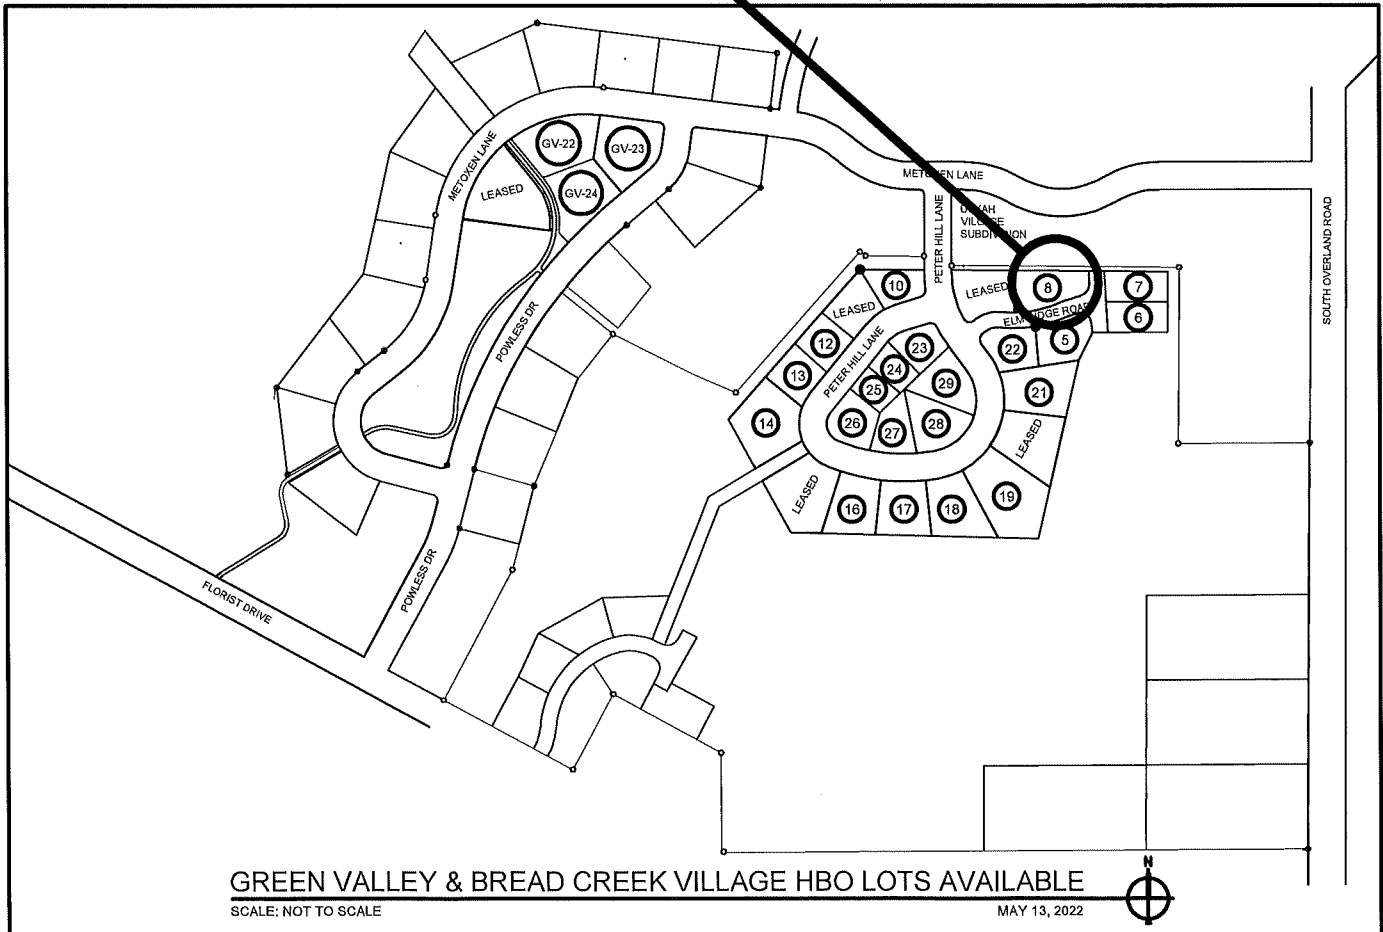 GV-22
GV-23
GV-24
LEASED
METOXEN LANE
METOXEN LANE
PETER HILL LANE
VILLAGE
SUBDIVISION
SOUTH OVERLAND ROAD
10
LEASED
8
7
LEASED
ELMRIDGE ROAD
6
12
PETER HILL LANE
23
22
5
13
24
25
29
21
14
26
27
28
LEASED
LEASED
16
17
18
19
POWLESS DR
POWLESS DR
FLORIST DRIVE
GREEN VALLEY & BREAD CREEK VILLAGE HBO LOTS AVAILABLE
SCALE: NOT TO SCALE
MAY 13, 2022
N